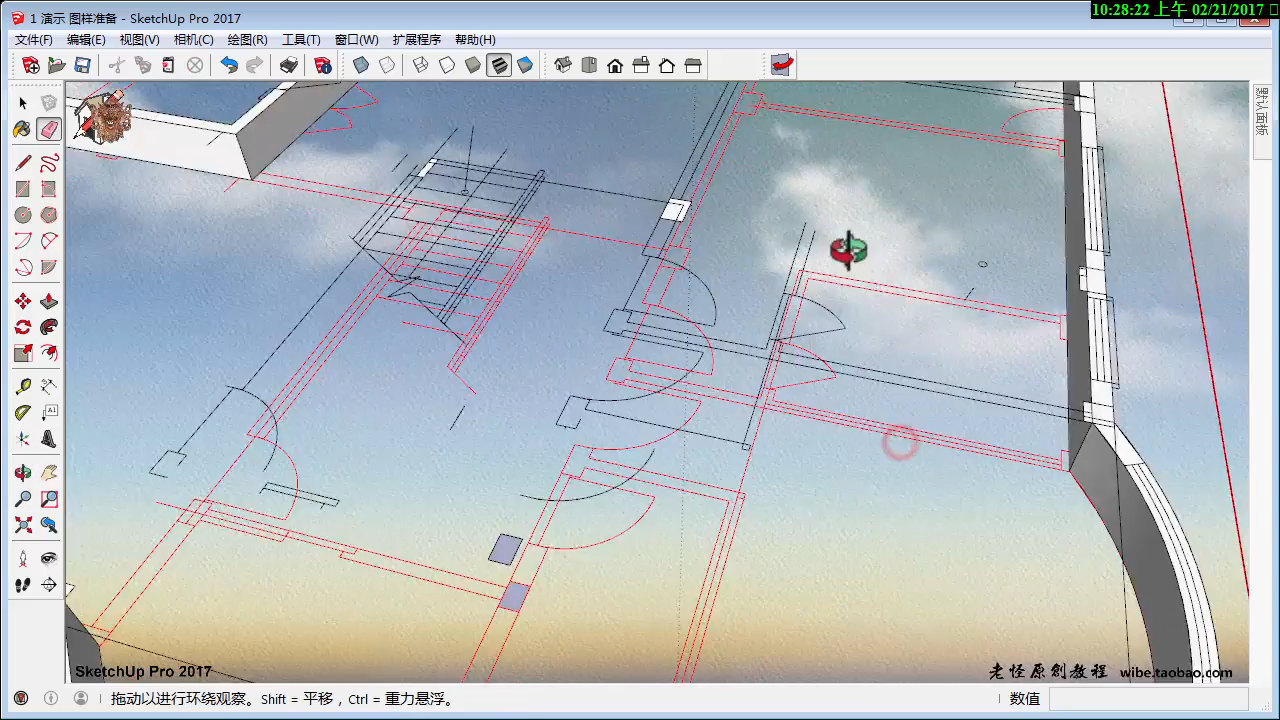 10:28:22 上午 02/21/2017
1 演示 图样准备 - SketchUp Pro 2017
文件(F) 编辑(E) 视图(V) 相机(C) 绘图(R) 工具(T) 窗口(W) 扩展程序 帮助(H)
默认面板
SketchUp Pro 2017
老怪原創教程 wibe.taobao.com
拖动以进行环绕观察。Shift = 平移，Ctrl = 重力悬浮。
数值